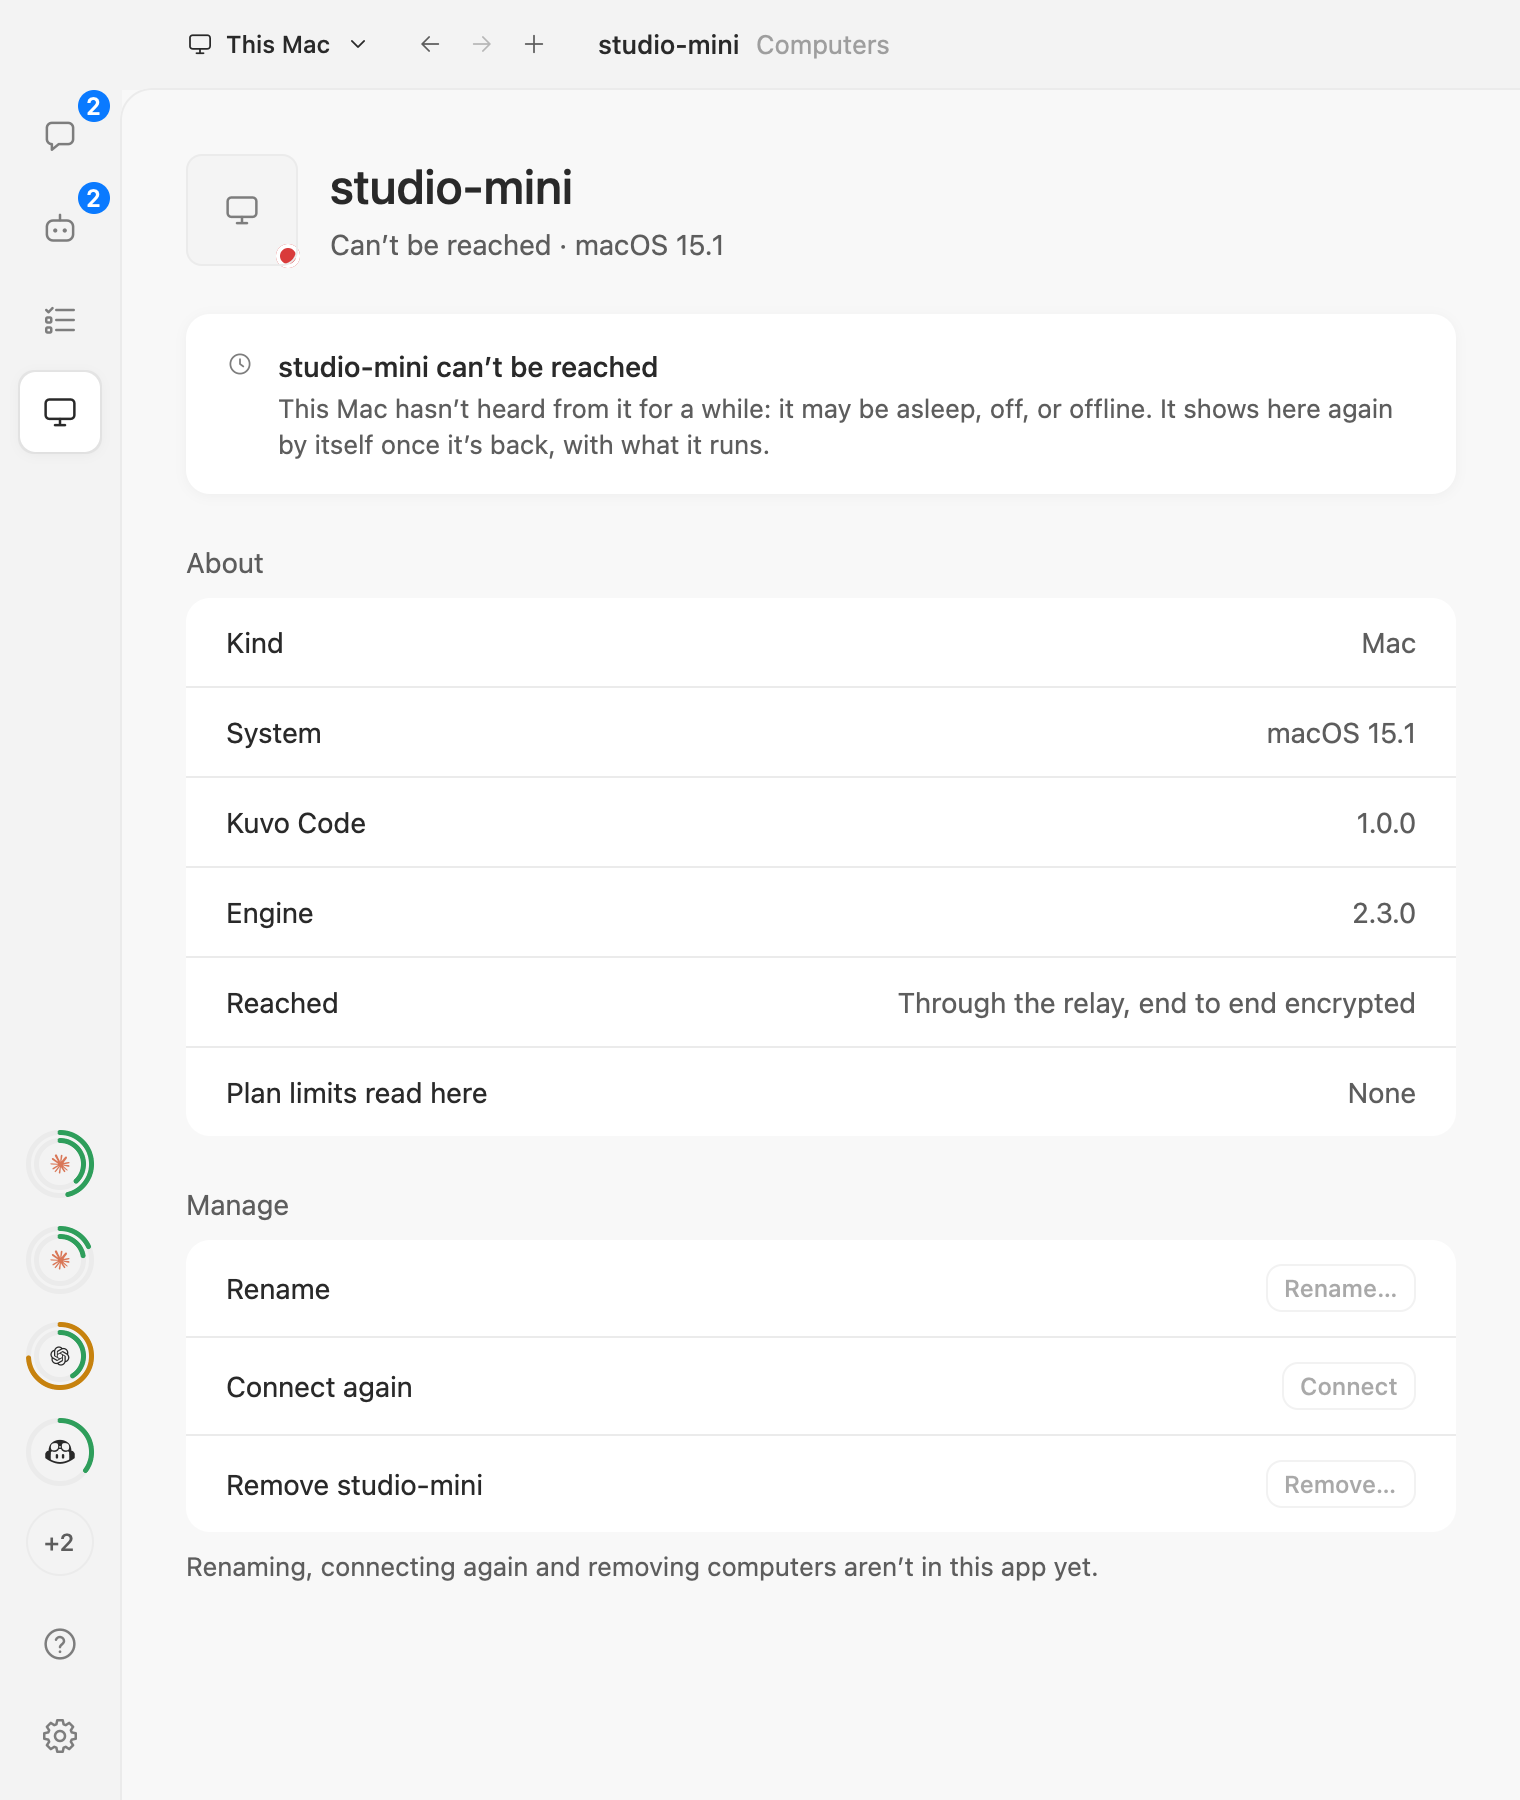 This Mac
studio-mini Computers
2
2
studio-mini
Can’t be reached · macOS 15.1
studio-mini can’t be reached
This Mac hasn’t heard from it for a while: it may be asleep, off, or offline. It shows here again
by itself once it’s back, with what it runs.
About
Kind Mac
System macOS 15.1
Kuvo Code 1.0.0
Engine 2.3.0
Reached Through the relay, end to end encrypted
Plan limits read here None
Manage
Rename Rename...
Connect again Connect
Remove studio-mini Remove...
Renaming, connecting again and removing computers aren’t in this app yet.
+2